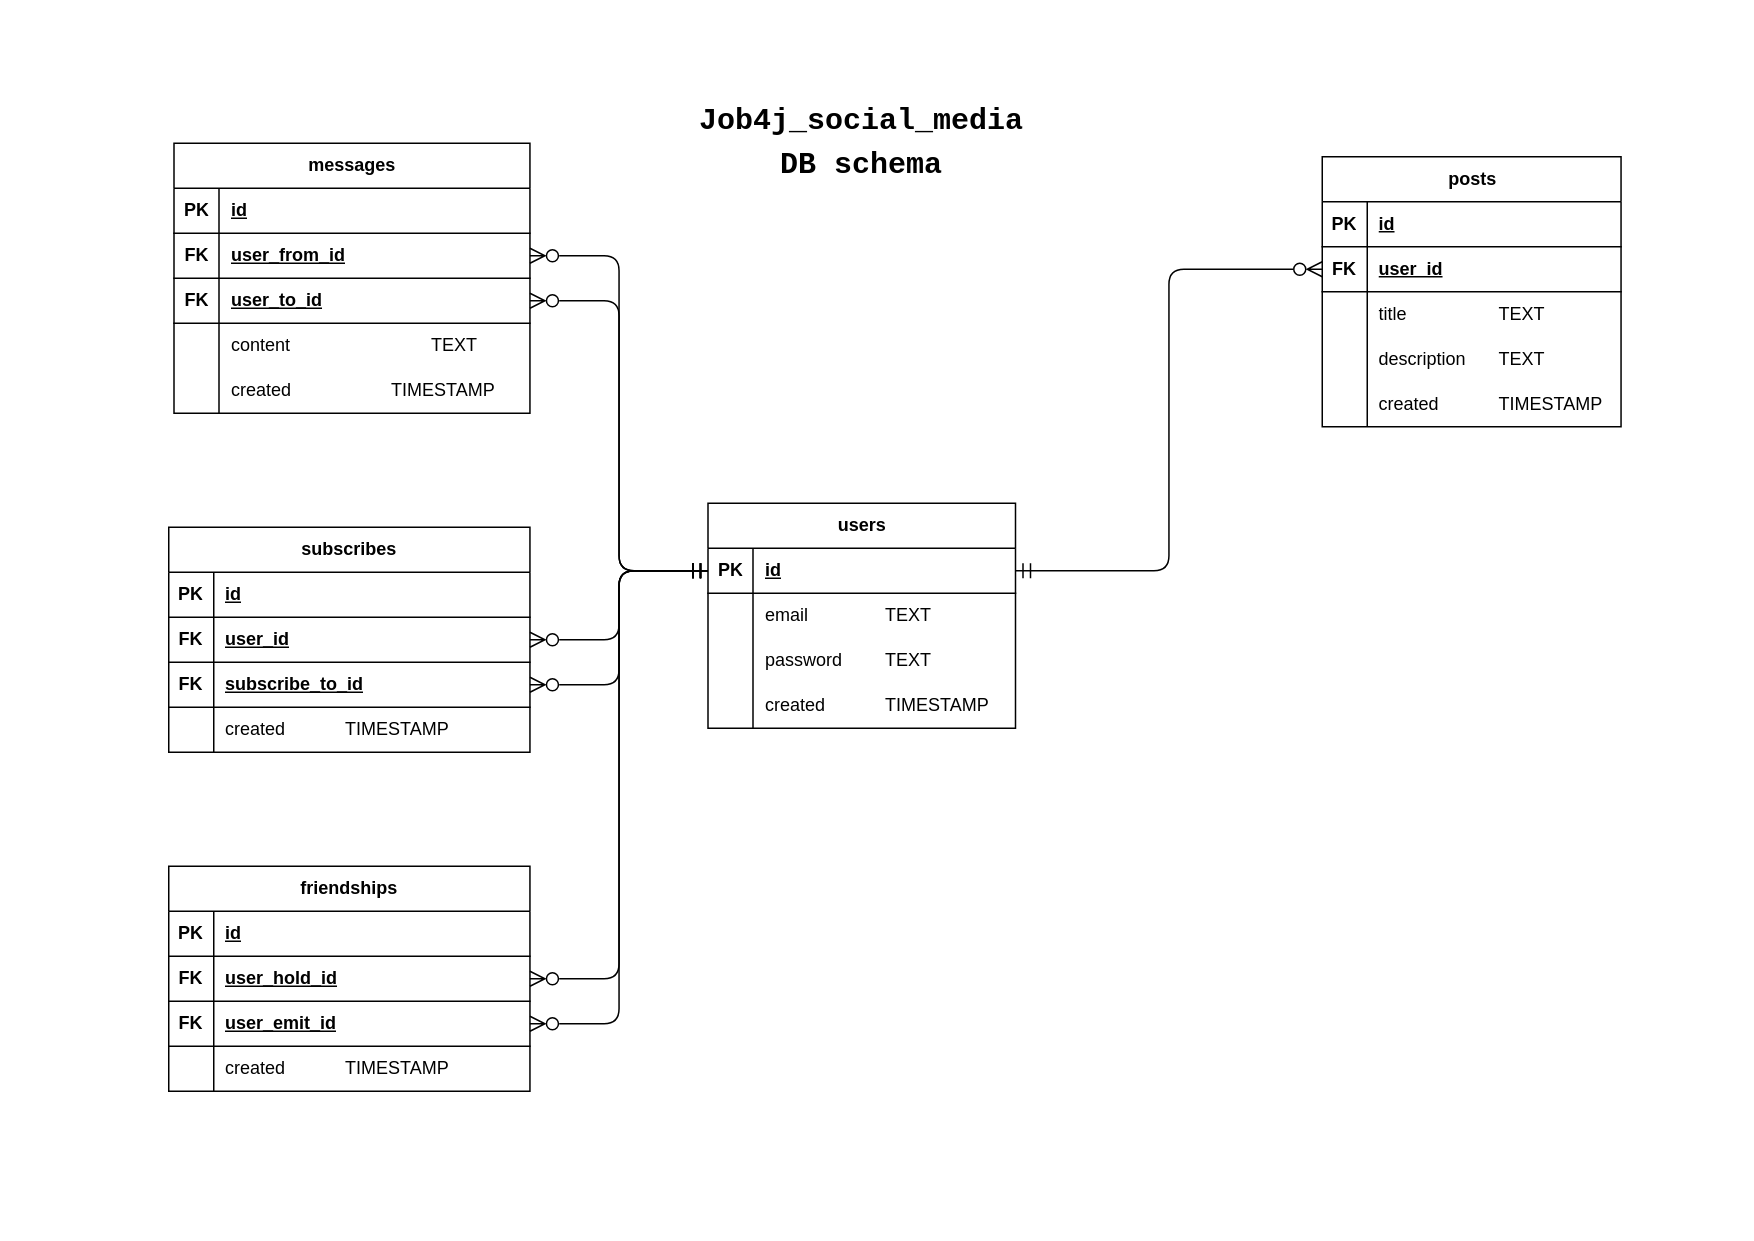 Job4j_social_media
DB schema
messages
PK id
FK user_from_id
FK user_to_id
content TEXT
created TIMESTAMP
posts
PK id
FK user_id
title TEXT
description TEXT
created TIMESTAMP
subscribes
PK id
FK user_id
FK subscribe_to_id
created TIMESTAMP
users
PK id
email TEXT
password TEXT
created TIMESTAMP
friendships
PK id
FK user_hold_id
FK user_emit_id
created TIMESTAMP